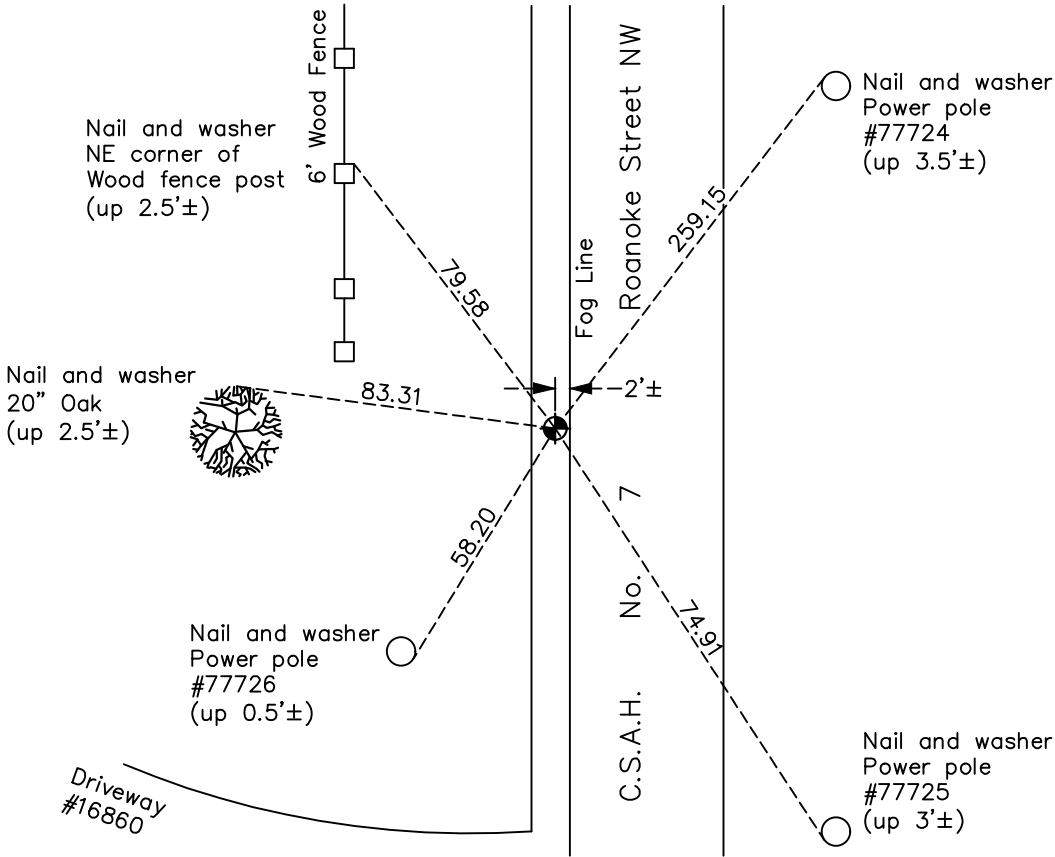 6' Wood Fence
Nail and washer
NE corner of
Wood fence post
(up 2.5'±)
Nail and washer
Power pole
#77724
(up 3.5'±)
Roanoke Street NW
Fog Line
259.15
79.58
Nail and washer
20" Oak
(up 2.5'±)
83.31
2'±
58.20
C.S.A.H. No. 7
74.91
Nail and washer
Power pole
#77726
(up 0.5'±)
Driveway
#16860
Nail and washer
Power pole
#77725
(up 3'±)